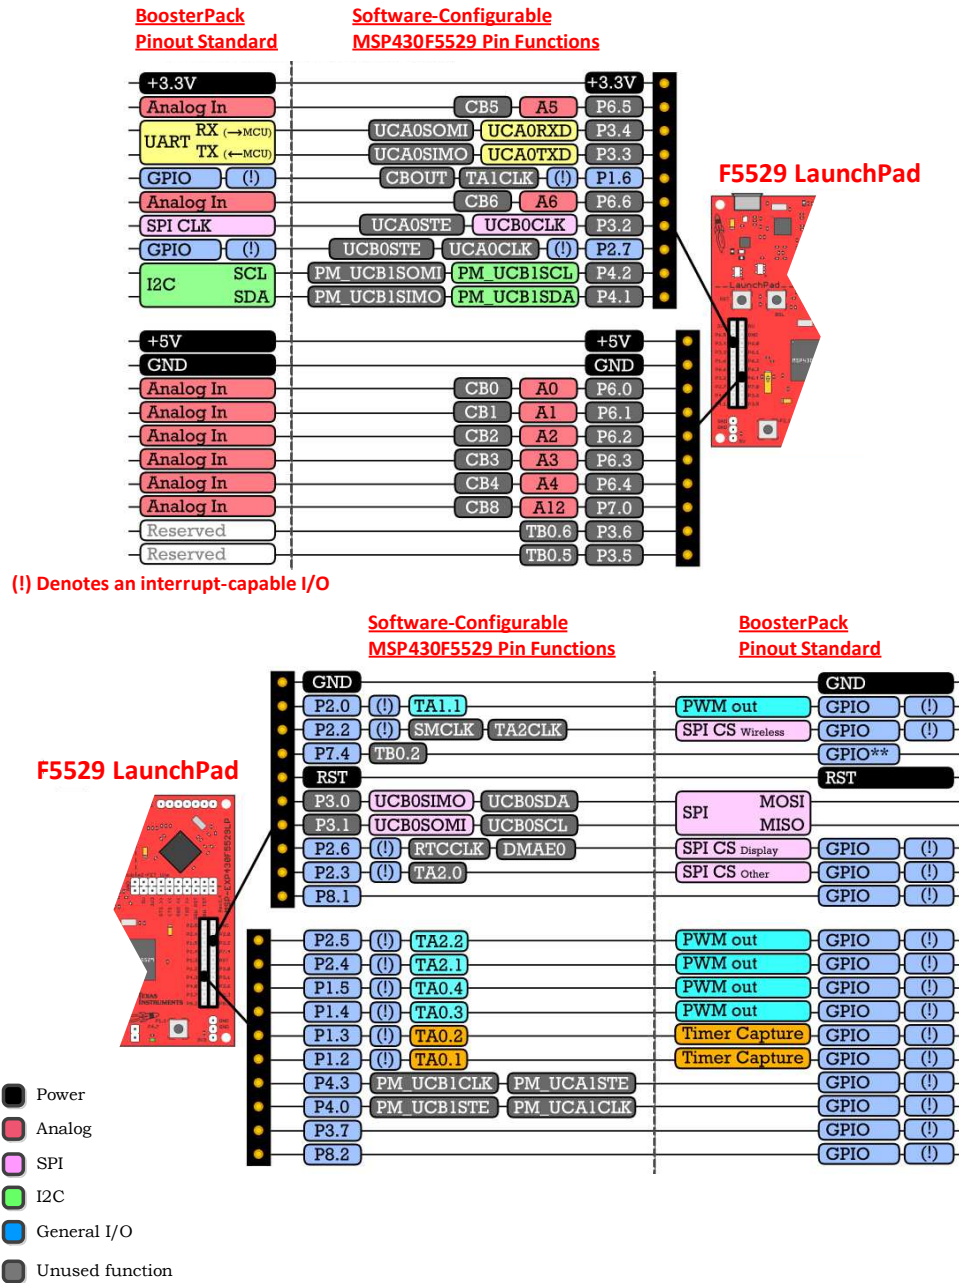 BoosterPack Software-Configurable
Pinout Standard MSP430F5529 Pin Functions
+3.3V +3.3V
Analog In CB5 A5 P6.5
UART RX (→MCU) UCA0SOMI UCA0RXD P3.4
TX (←MCU) UCA0SIMO UCA0TXD P3.3
GPIO (!) CBOUT TA1CLK (!) P1.6
Analog In CB6 A6 P6.6
SPI CLK UCA0STE UCB0CLK P3.2
GPIO (!) UCB0STE UCA0CLK (!) P2.7
I2C SCL PM_UCB1SOMI PM_UCB1SCL P4.2
SDA PM_UCB1SIMO PM_UCB1SDA P4.1
F5529 LaunchPad
LaunchPad
+5V +5V
GND GND
Analog In CB0 A0 P6.0
Analog In CB1 A1 P6.1
Analog In CB2 A2 P6.2
Analog In CB3 A3 P6.3
Analog In CB4 A4 P6.4
Analog In CB8 A12 P7.0
Reserved TB0.6 P3.6
Reserved TB0.5 P3.5
(!) Denotes an interrupt-capable I/O
Software-Configurable BoosterPack
MSP430F5529 Pin Functions Pinout Standard
GND GND
P2.0 (!) TA1.1 PWM out GPIO (!)
P2.2 (!) SMCLK TA2CLK SPI CS Wireless GPIO (!)
P7.4 TB0.2 GPIO**
RST RST
P3.0 UCB0SIMO UCB0SDA SPI MOSI
P3.1 UCB0SOMI UCB0SCL MISO
P2.6 (!) RTCCLK DMAE0 SPI CS Display GPIO (!)
P2.3 (!) TA2.0 SPI CS Other GPIO (!)
P8.1 GPIO (!)
F5529 LaunchPad
MSP-EXP430F5529LP
TEXAS
INSTRUMENTS
P2.5 (!) TA2.2 PWM out GPIO (!)
P2.4 (!) TA2.1 PWM out GPIO (!)
P1.5 (!) TA0.4 PWM out GPIO (!)
P1.4 (!) TA0.3 PWM out GPIO (!)
P1.3 (!) TA0.2 Timer Capture GPIO (!)
P1.2 (!) TA0.1 Timer Capture GPIO (!)
P4.3 PM_UCB1CLK PM_UCA1STE GPIO (!)
P4.0 PM_UCB1STE PM_UCA1CLK GPIO (!)
P3.7 GPIO (!)
P8.2 GPIO (!)
Power
Analog
SPI
I2C
General I/O
Unused function